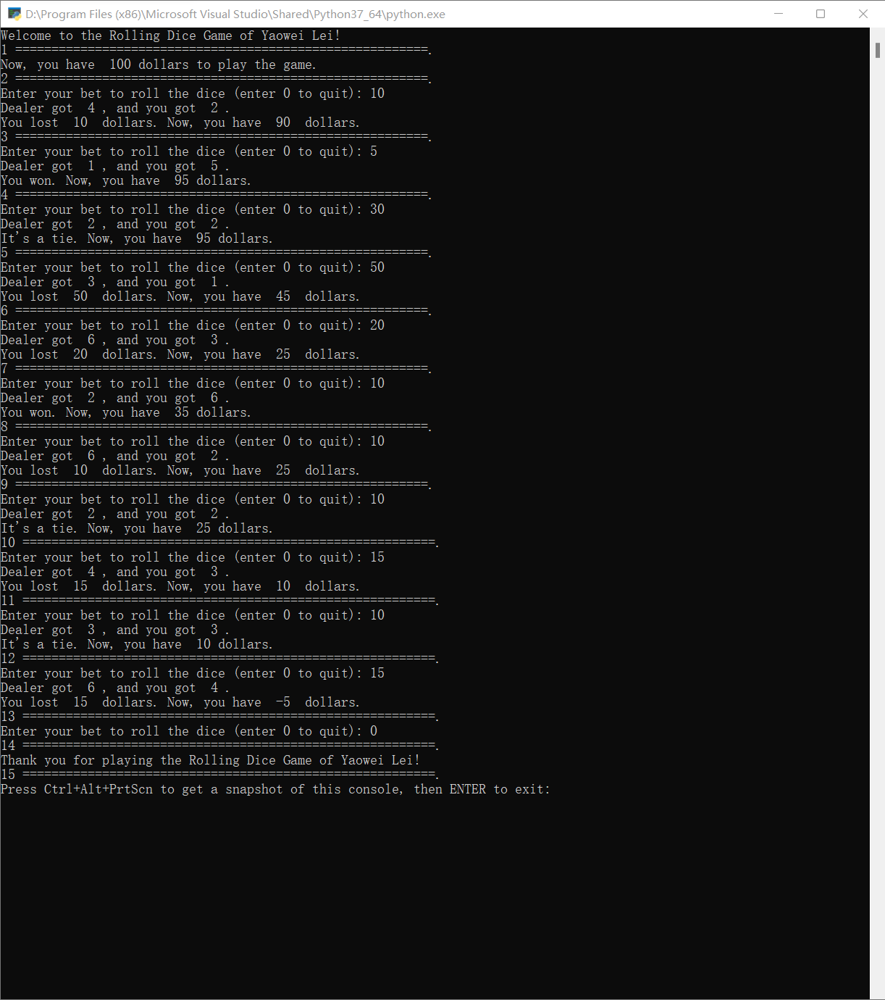 D:\Program Files (x86)\Microsoft Visual Studio\Shared\Python37_64\python.exe
Welcome to the Rolling Dice Game of Yaowei Lei!
1 =========================================================.
Now, you have  100 dollars to play the game.
2 =========================================================.
Enter your bet to roll the dice (enter 0 to quit): 10
Dealer got  4 , and you got  2 .
You lost  10  dollars. Now, you have  90  dollars.
3 =========================================================.
Enter your bet to roll the dice (enter 0 to quit): 5
Dealer got  1 , and you got  5 .
You won. Now, you have  95 dollars.
4 =========================================================.
Enter your bet to roll the dice (enter 0 to quit): 30
Dealer got  2 , and you got  2 .
It's a tie. Now, you have  95 dollars.
5 =========================================================.
Enter your bet to roll the dice (enter 0 to quit): 50
Dealer got  3 , and you got  1 .
You lost  50  dollars. Now, you have  45  dollars.
6 =========================================================.
Enter your bet to roll the dice (enter 0 to quit): 20
Dealer got  6 , and you got  3 .
You lost  20  dollars. Now, you have  25  dollars.
7 =========================================================.
Enter your bet to roll the dice (enter 0 to quit): 10
Dealer got  2 , and you got  6 .
You won. Now, you have  35 dollars.
8 =========================================================.
Enter your bet to roll the dice (enter 0 to quit): 10
Dealer got  6 , and you got  2 .
You lost  10  dollars. Now, you have  25  dollars.
9 =========================================================.
Enter your bet to roll the dice (enter 0 to quit): 10
Dealer got  2 , and you got  2 .
It's a tie. Now, you have  25 dollars.
10 =========================================================.
Enter your bet to roll the dice (enter 0 to quit): 15
Dealer got  4 , and you got  3 .
You lost  15  dollars. Now, you have  10  dollars.
11 =========================================================.
Enter your bet to roll the dice (enter 0 to quit): 10
Dealer got  3 , and you got  3 .
It's a tie. Now, you have  10 dollars.
12 =========================================================.
Enter your bet to roll the dice (enter 0 to quit): 15
Dealer got  6 , and you got  4 .
You lost  15  dollars. Now, you have  -5  dollars.
13 =========================================================.
Enter your bet to roll the dice (enter 0 to quit): 0
14 =========================================================.
Thank you for playing the Rolling Dice Game of Yaowei Lei!
15 =========================================================.
Press Ctrl+Alt+PrtScn to get a snapshot of this console, then ENTER to exit: